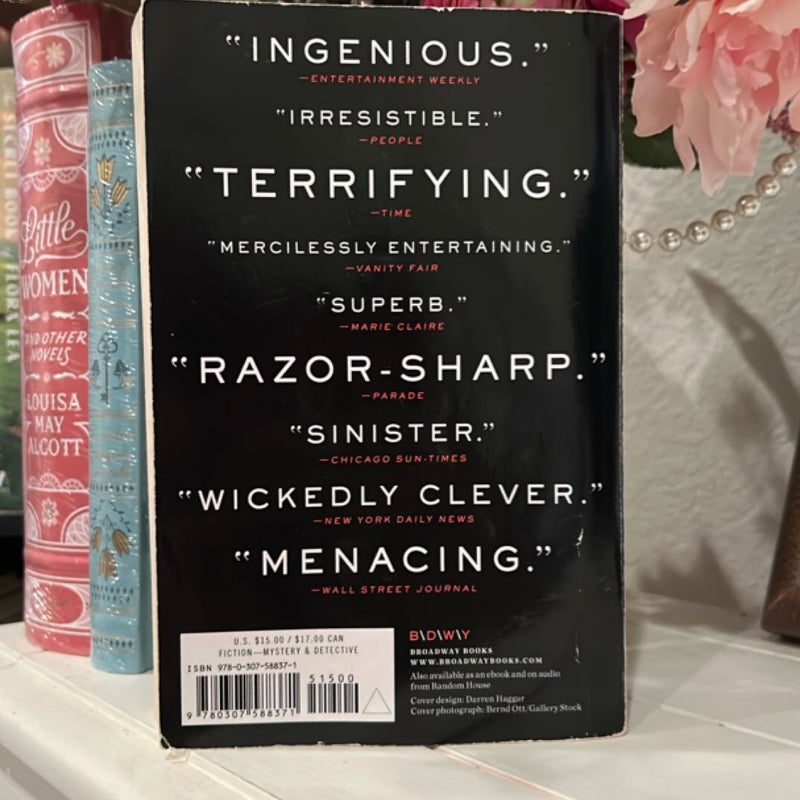 “INGENIOUS.”
—ENTERTAINMENT WEEKLY
“IRRESISTIBLE.”
—PEOPLE
“TERRIFYING.”
—TIME
“MERCILESSLY ENTERTAINING.”
—VANITY FAIR
“SUPERB.”
—MARIE CLAIRE
“RAZOR-SHARP.”
—PARADE
“SINISTER.”
—CHICAGO SUN-TIMES
“WICKEDLY CLEVER.”
—NEW YORK DAILY NEWS
“MENACING.”
—WALL STREET JOURNAL
U.S. $15.00 / $17.00 CAN
FICTION—MYSTERY & DETECTIVE
ISBN 978-0-307-58837-1
51500
9 780307 588371
B\D\W\Y
BROADWAY BOOKS
WWW.BROADWAYBOOKS.COM
Also available as an ebook and on audio
from Random House
Cover design: Darren Haggar
Cover photograph: Bernd Ott/Gallery Stock
Little
WOMEN
AND OTHER
NOVELS
LOUISA
MAY
ALCOTT
SECRET BOOK
FLORA LEA